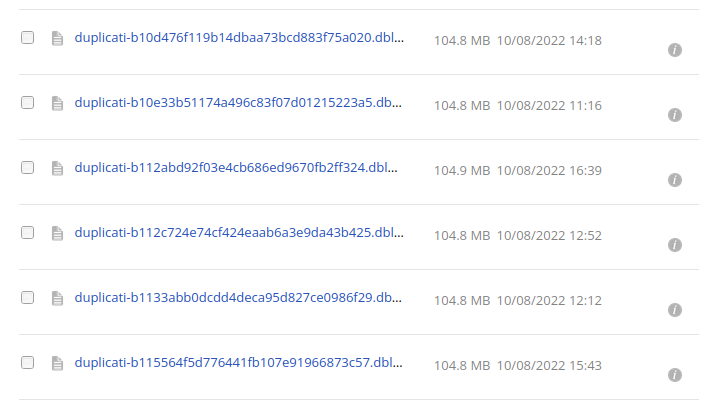 duplicati-b10d476f119b14dbaa73bcd883f75a020.dbl... 104.8 MB 10/08/2022 14:18
duplicati-b10e33b51174a496c83f07d01215223a5.db... 104.8 MB 10/08/2022 11:16
duplicati-b112abd92f03e4cb686ed9670fb2ff324.dbl... 104.9 MB 10/08/2022 16:39
duplicati-b112c724e74cf424eaab6a3e9da43b425.dbl... 104.8 MB 10/08/2022 12:52
duplicati-b1133abb0dcdd4deca95d827ce0986f29.db... 104.8 MB 10/08/2022 12:12
duplicati-b115564f5d776441fb107e91966873c57.dbl... 104.8 MB 10/08/2022 15:43